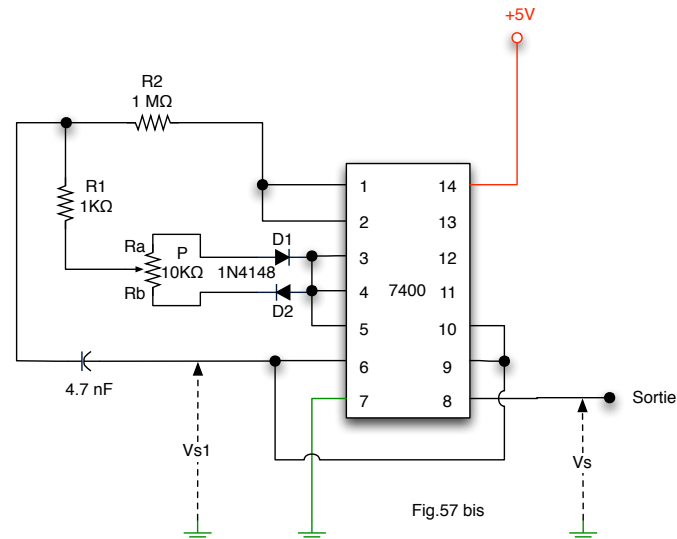 +5V
R2
1 MΩ
R1
1KΩ
Ra
P
10KΩ
Rb
D1
1N4148
D2
1
2
3
4
5
6
7
7400
14
13
12
11
10
9
8
4.7 nF
Vs1
Sortie
Vs
Fig.57 bis